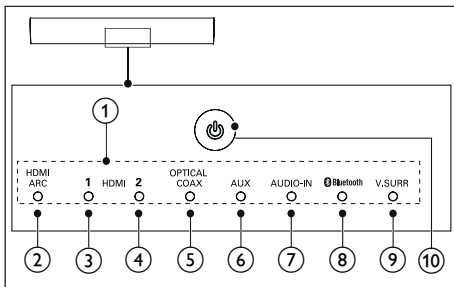 1
HDMI ARC
1 HDMI 2
OPTICAL COAX
AUX
AUDIO-IN
Bluetooth
V.SURR
2 3 4 5 6 7 8 9 10